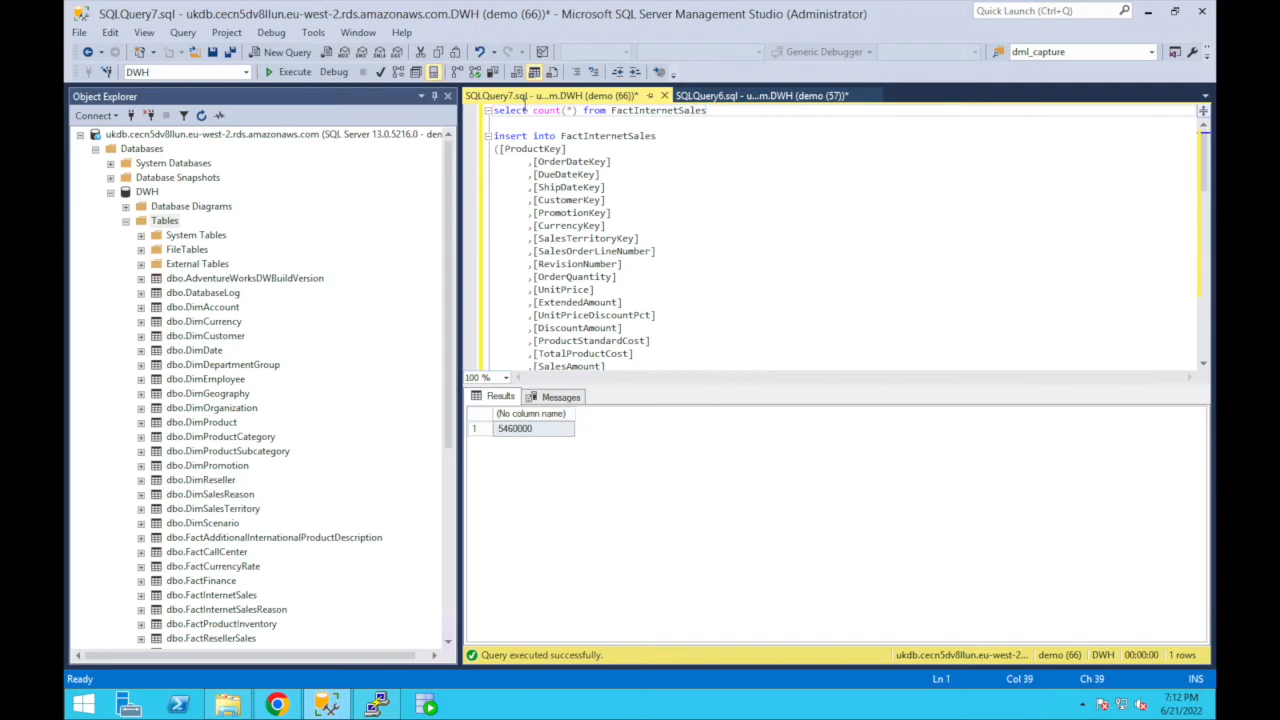 SQLQuery7.sql - ukdb.cecn5dv8llun.eu-west-2.rds.amazonaws.com.DWH (demo (66))* - Microsoft SQL Server Management Studio (Administrator)
Quick Launch (Ctrl+Q)
File Edit View Query Project Debug Tools Window Help
New Query
Generic Debugger
dml_capture
DWH
Execute Debug
Object Explorer
SQLQuery7.sql - u...m.DWH (demo (66))*
SQLQuery6.sql - u...m.DWH (demo (57))*
Connect
ukdb.cecn5dv8llun.eu-west-2.rds.amazonaws.com (SQL Server 13.0.5216.0 - den
Databases
System Databases
Database Snapshots
DWH
Database Diagrams
Tables
System Tables
FileTables
External Tables
dbo.AdventureWorksDWBuildVersion
dbo.DatabaseLog
dbo.DimAccount
dbo.DimCurrency
dbo.DimCustomer
dbo.DimDate
dbo.DimDepartmentGroup
dbo.DimEmployee
dbo.DimGeography
dbo.DimOrganization
dbo.DimProduct
dbo.DimProductCategory
dbo.DimProductSubcategory
dbo.DimPromotion
dbo.DimReseller
dbo.DimSalesReason
dbo.DimSalesTerritory
dbo.DimScenario
dbo.FactAdditionalInternationalProductDescription
dbo.FactCallCenter
dbo.FactCurrencyRate
dbo.FactFinance
dbo.FactInternetSales
dbo.FactInternetSalesReason
dbo.FactProductInventory
dbo.FactResellerSales
select count(*) from FactInternetSales
insert into FactInternetSales
([ProductKey]
,[OrderDateKey]
,[DueDateKey]
,[ShipDateKey]
,[CustomerKey]
,[PromotionKey]
,[CurrencyKey]
,[SalesTerritoryKey]
,[SalesOrderLineNumber]
,[RevisionNumber]
,[OrderQuantity]
,[UnitPrice]
,[ExtendedAmount]
,[UnitPriceDiscountPct]
,[DiscountAmount]
,[ProductStandardCost]
,[TotalProductCost]
,[SalesAmount]
100 %
Results Messages
(No column name)
1 5460000
Query executed successfully.
ukdb.cecn5dv8llun.eu-west-2... demo (66) DWH 00:00:00 1 rows
Ready
Ln 1 Col 39 Ch 39 INS
7:12 PM
6/21/2022